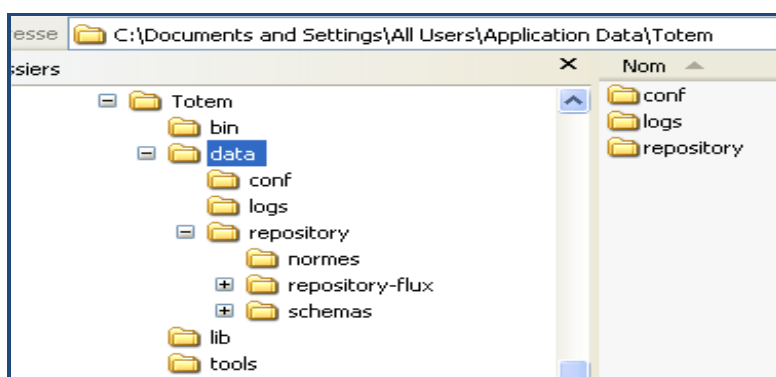 esse C:\Documents and Settings\All Users\Application Data\Totem
ssiers
Nom
Totem
bin
data
conf
logs
repository
normes
repository-flux
schemas
lib
tools
conf
logs
repository